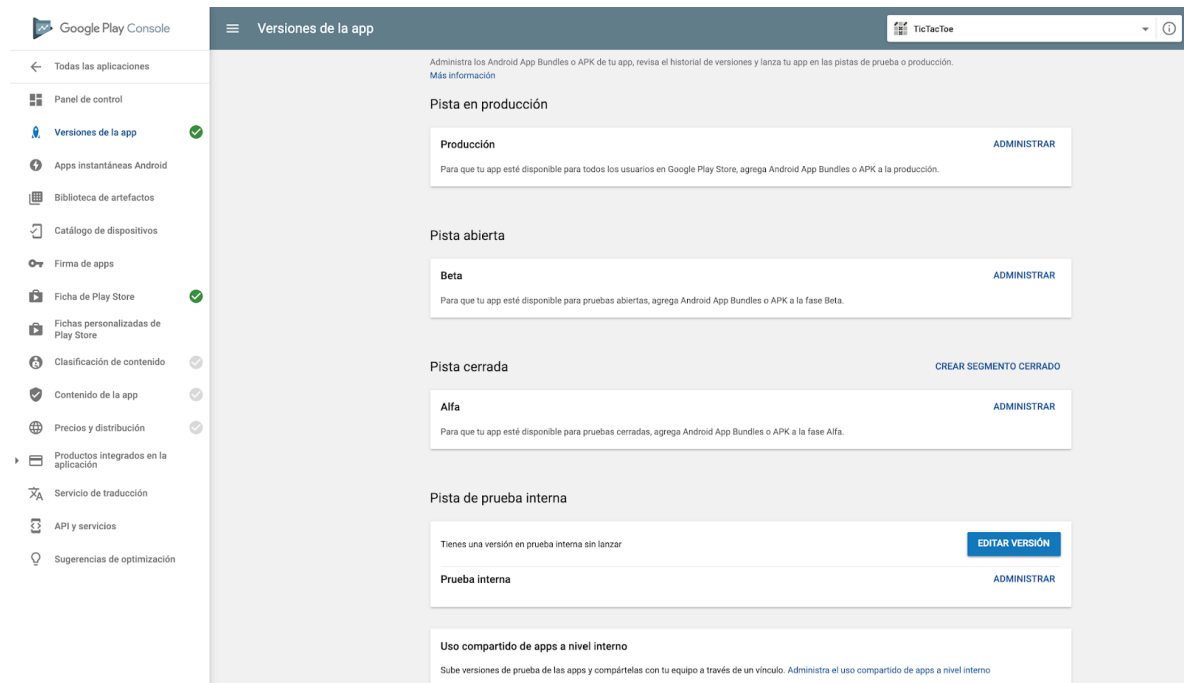 Google Play Console
Versiones de la app
TicTacToe
Todas las aplicaciones
Panel de control
Versiones de la app
Apps instantáneas Android
Biblioteca de artefactos
Catálogo de dispositivos
Firma de apps
Ficha de Play Store
Fichas personalizadas de
Play Store
Clasificación de contenido
Contenido de la app
Precios y distribución
Productos integrados en la
aplicación
Servicio de traducción
API y servicios
Sugerencias de optimización
Administra los Android App Bundles o APK de tu app, revisa el historial de versiones y lanza tu app en las pistas de prueba o producción.
Más información
Pista en producción
Producción
ADMINISTRAR
Para que tu app esté disponible para todos los usuarios en Google Play Store, agrega Android App Bundles o APK a la producción.
Pista abierta
Beta
ADMINISTRAR
Para que tu app esté disponible para pruebas abiertas, agrega Android App Bundles o APK a la fase Beta.
Pista cerrada
CREAR SEGMENTO CERRADO
Alfa
ADMINISTRAR
Para que tu app esté disponible para pruebas cerradas, agrega Android App Bundles o APK a la fase Alfa.
Pista de prueba interna
Tienes una versión en prueba interna sin lanzar
EDITAR VERSIÓN
Prueba interna
ADMINISTRAR
Uso compartido de apps a nivel interno
Sube versiones de prueba de las apps y compártelas con tu equipo a través de un vínculo. Administra el uso compartido de apps a nivel interno